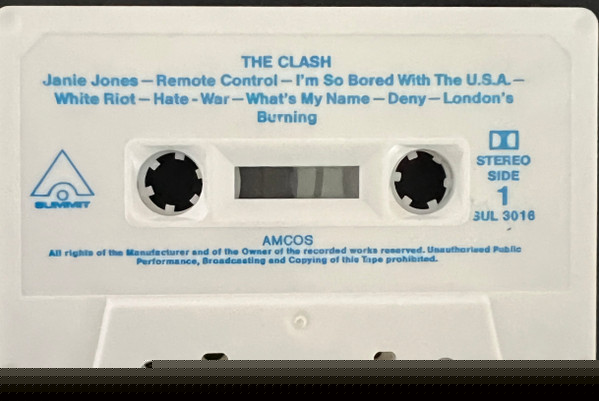 THE CLASH
Janie Jones — Remote Control — I'm So Bored With The U.S.A. —
White Riot — Hate - War — What's My Name — Deny — London's
Burning
STEREO
SIDE
1
SUL 3016
SUMMIT
AMCOS
All rights of the Manufacturer and of the Owner of the recorded works reserved. Unauthorised Public
Performance, Broadcasting and Copying of this Tape prohibited.